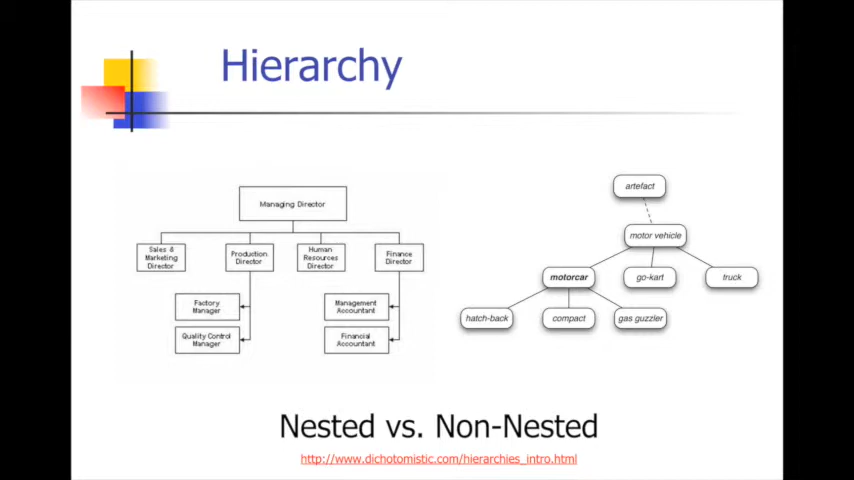 Hierarchy
Managing Director
Sales &
Marketing
Director
Production
Director
Human
Resources
Director
Finance
Director
Factory
Manager
Management
Accountant
Quality Control
Manager
Financial
Accountant
artefact
motor vehicle
motorcar
go-kart
truck
hatch-back
compact
gas guzzler
Nested vs. Non-Nested
http://www.dichotomistic.com/hierarchies_intro.html